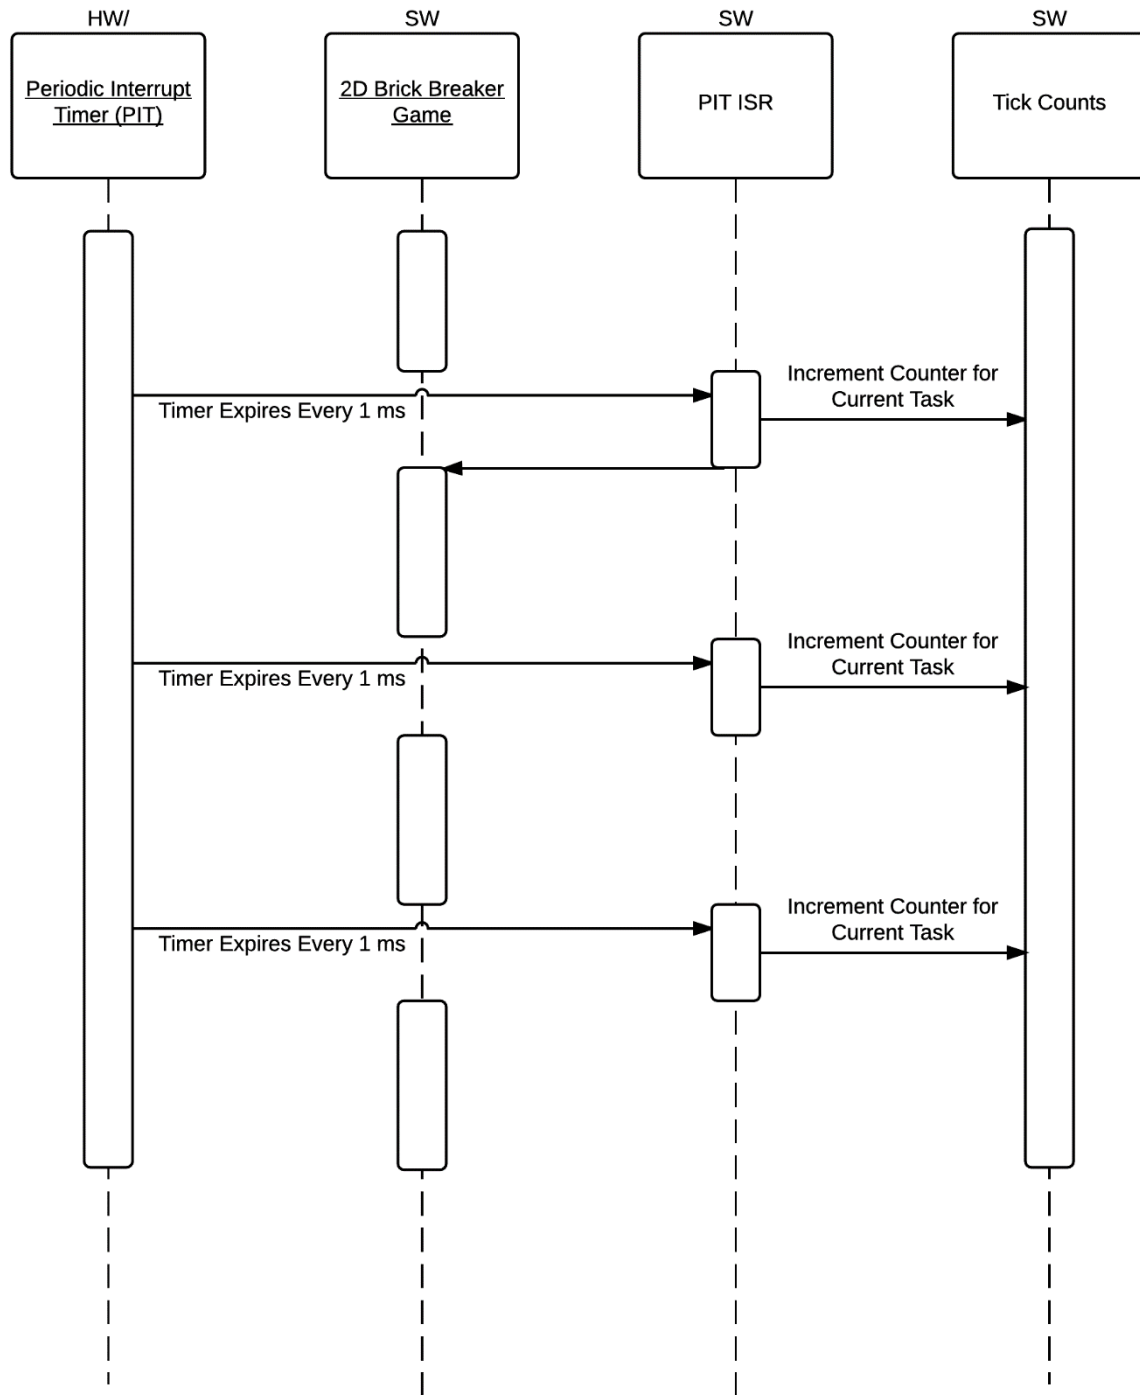 HW/
SW
SW
SW
Periodic Interrupt
Timer (PIT)
2D Brick Breaker
Game
PIT ISR
Tick Counts
Increment Counter for
Current Task
Timer Expires Every 1 ms
Increment Counter for
Current Task
Timer Expires Every 1 ms
Increment Counter for
Current Task
Timer Expires Every 1 ms